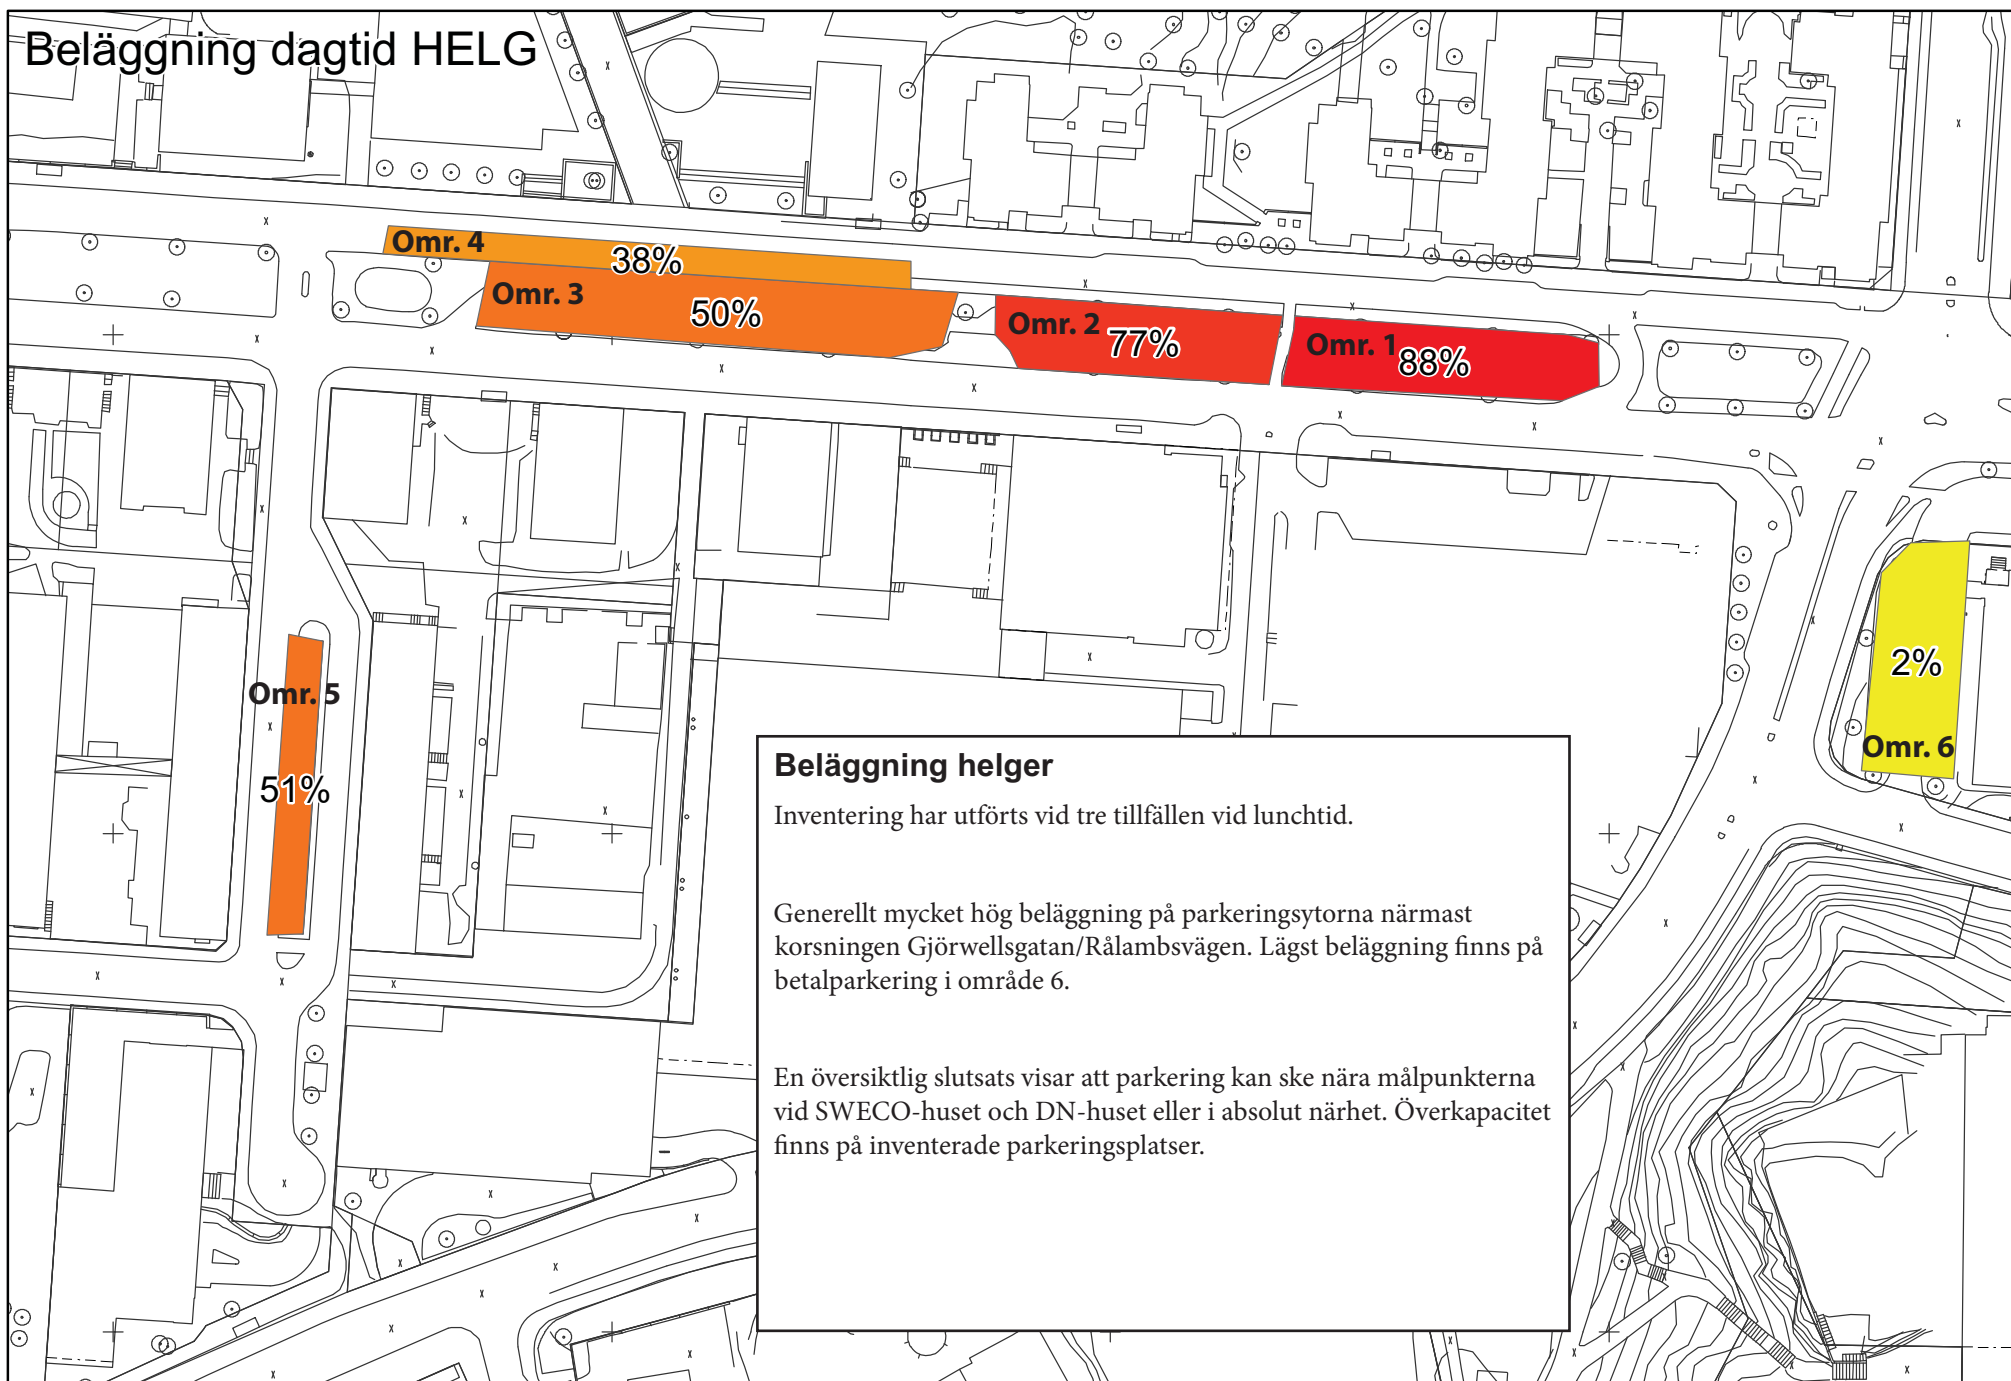 Beläggning dagtid HELG
Omr. 4
38%
Omr. 3
50%
Omr. 2
77%
Omr. 1
88%
2%
Omr. 6
Omr. 5
51%
Beläggning helger
Inventering har utförts vid tre tillfällen vid lunchtid.
Generellt mycket hög beläggning på parkeringsytorna närmast
korsningen Gjörwellsgatan/Rålambsvägen. Lägst beläggning finns på
betalparkering i område 6.
En översiktlig slutsats visar att parkering kan ske nära målpunkterna
vid SWECO-huset och DN-huset eller i absolut närhet. Överkapacitet
finns på inventerade parkeringsplatser.